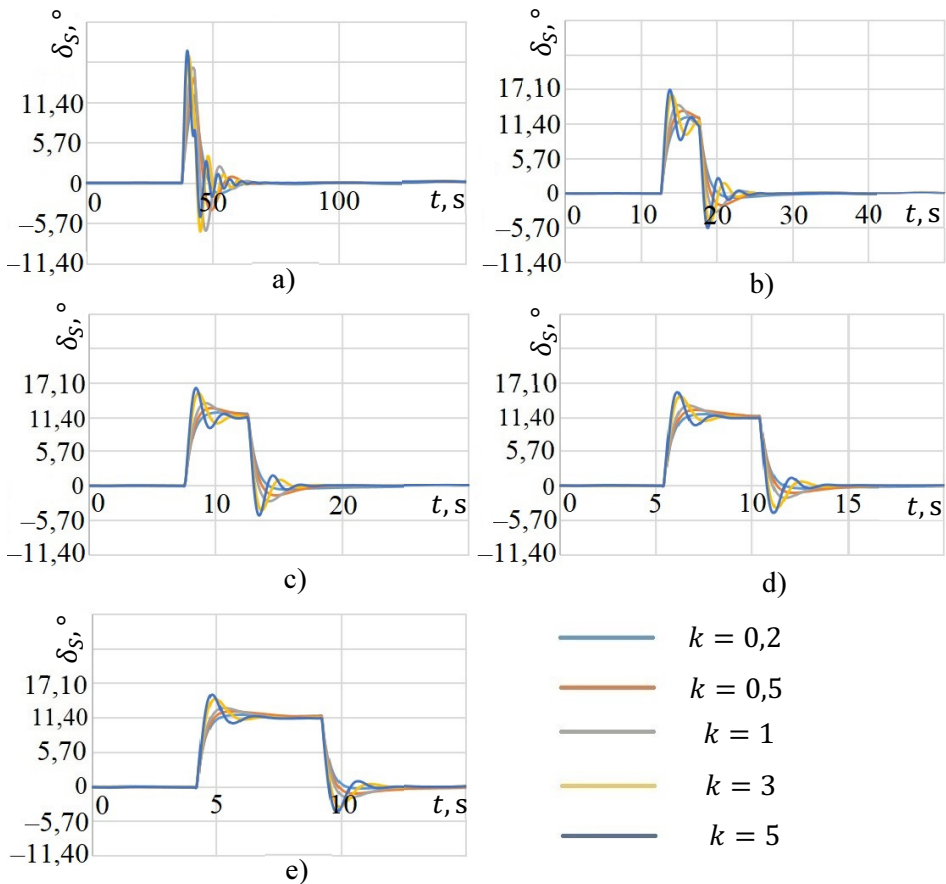 δS, °
11,40
5,70
0
−5,70
−11,40
0
50
100
t, s
a)
δS, °
17,10
11,40
5,70
0
−5,70
−11,40
0
10
20
30
40
t, s
b)
δS, °
17,10
11,40
5,70
0
−5,70
−11,40
0
10
20
t, s
c)
δS, °
17,10
11,40
5,70
0
−5,70
−11,40
0
5
10
15
t, s
d)
δS, °
17,10
11,40
5,70
0
−5,70
−11,40
0
5
10
t, s
e)
k = 0,2
k = 0,5
k = 1
k = 3
k = 5